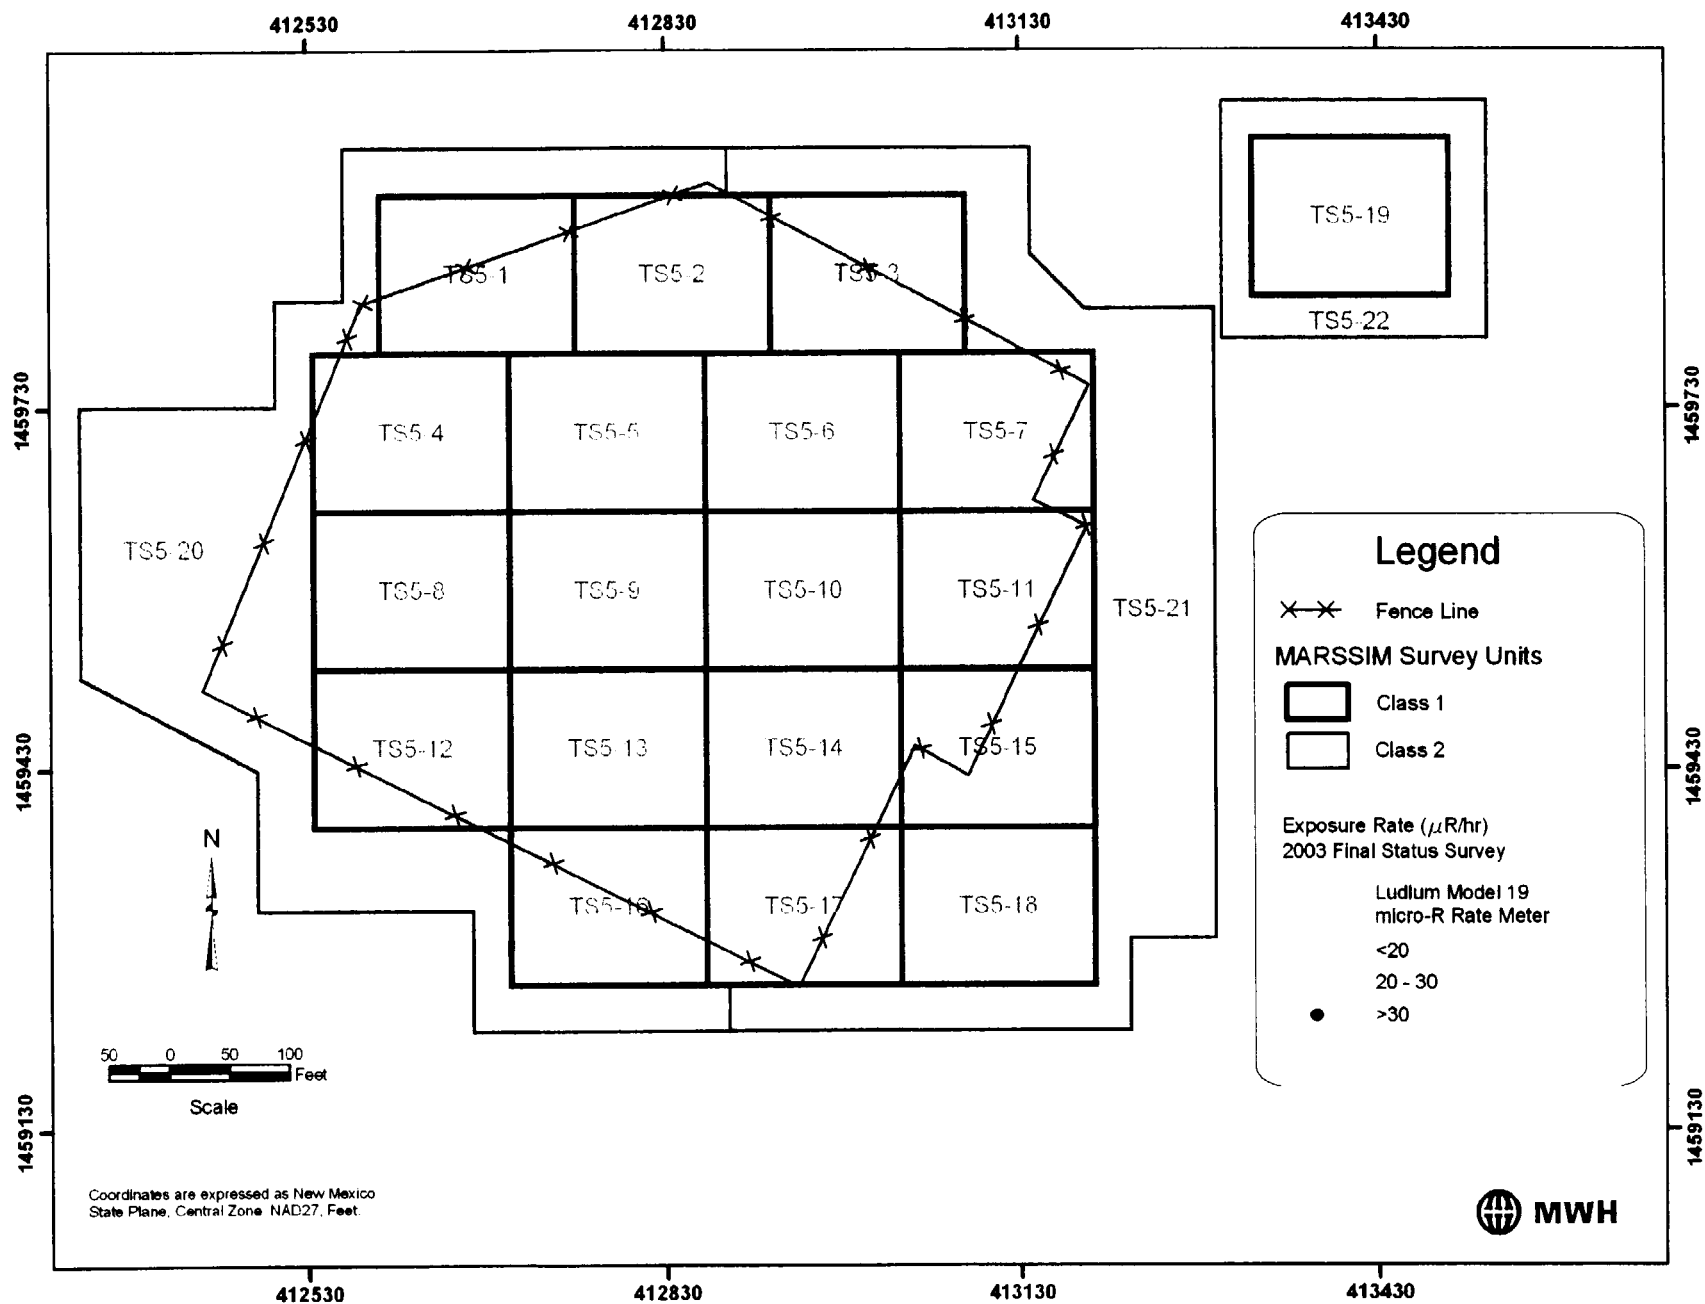 412530 412830 413130 413430
TS5-19
TS5-22
TS5-1 TS5-2 TS5-3
1459730 1459730
TS5-4 TS5-5 TS5-6 TS5-7
TS5-20
TS5-8 TS5-9 TS5-10 TS5-11 TS5-21
TS5-12 TS5-13 TS5-14 TS5-15
1459430 1459430
TS5-16 TS5-17 TS5-18
Legend
Fence Line
MARSSIM Survey Units
Class 1
Class 2
Exposure Rate (μR/hr)
2003 Final Status Survey
Ludlum Model 19
micro-R Rate Meter
<20
20 - 30
>30
N
50 0 50 100
Feet
Scale
1459130 1459130
Coordinates are expressed as New Mexico
State Plane, Central Zone NAD27, Feet.
MWH
412530 412830 413130 413430